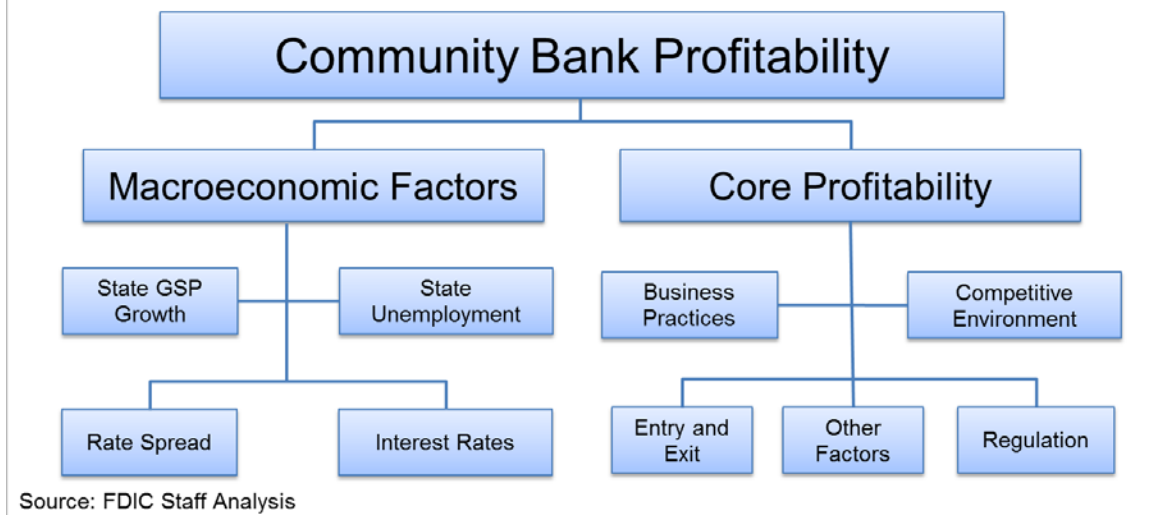 Community Bank Profitability
Macroeconomic Factors
Core Profitability
State GSP
Growth
State
Unemployment
Business
Practices
Competitive
Environment
Rate Spread
Interest Rates
Entry and
Exit
Other
Factors
Regulation
Source: FDIC Staff Analysis